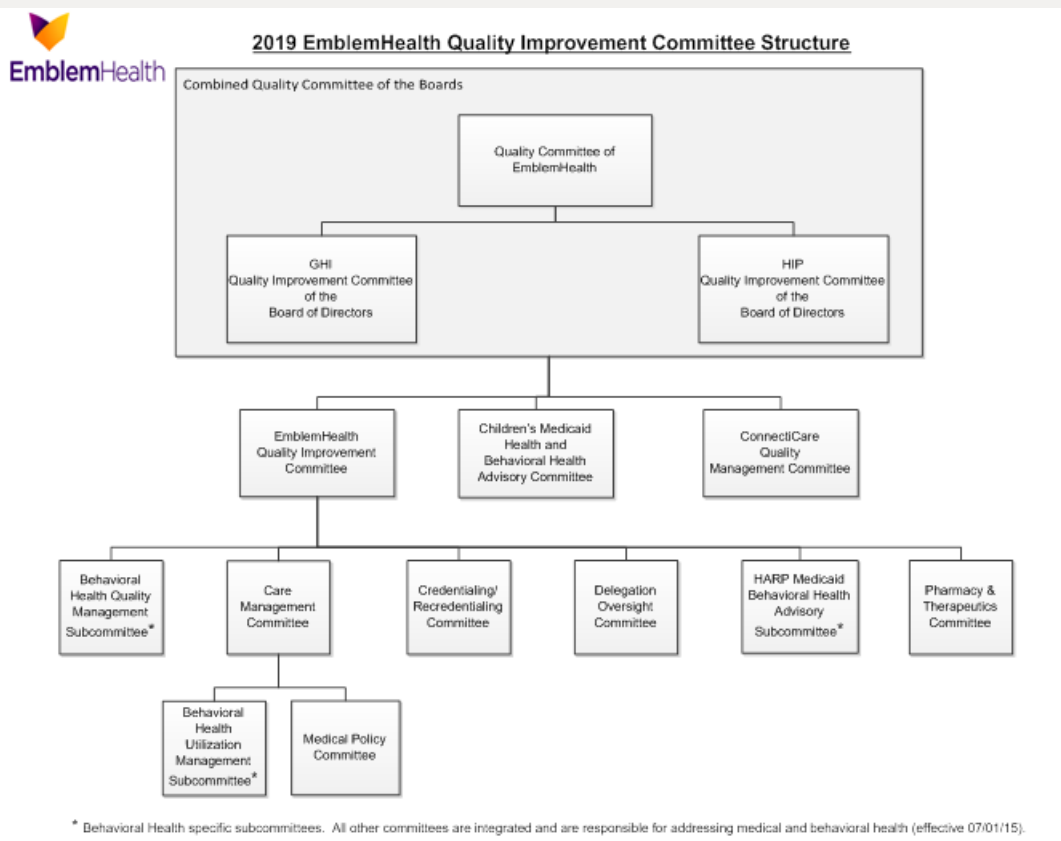 2019 EmblemHealth Quality Improvement Committee Structure
EmblemHealth
Combined Quality Committee of the Boards
Quality Committee of
EmblemHealth
GHI
Quality Improvement Committee
of the
Board of Directors
HIP
Quality Improvement Committee
of the
Board of Directors
EmblemHealth
Quality Improvement
Committee
Children's Medicaid
Health and
Behavioral Health
Advisory Committee
ConnectiCare
Quality
Management Committee
Behavioral
Health Quality
Management
Subcommittee*
Care
Management
Committee
Credentialing/
Recredentialing
Committee
Delegation
Oversight
Committee
HARP Medicaid
Behavioral Health
Advisory
Subcommittee*
Pharmacy &
Therapeutics
Committee
Behavioral
Health
Utilization
Management
Subcommittee*
Medical Policy
Committee
* Behavioral Health specific subcommittees. All other committees are integrated and are responsible for addressing medical and behavioral health (effective 07/01/15).